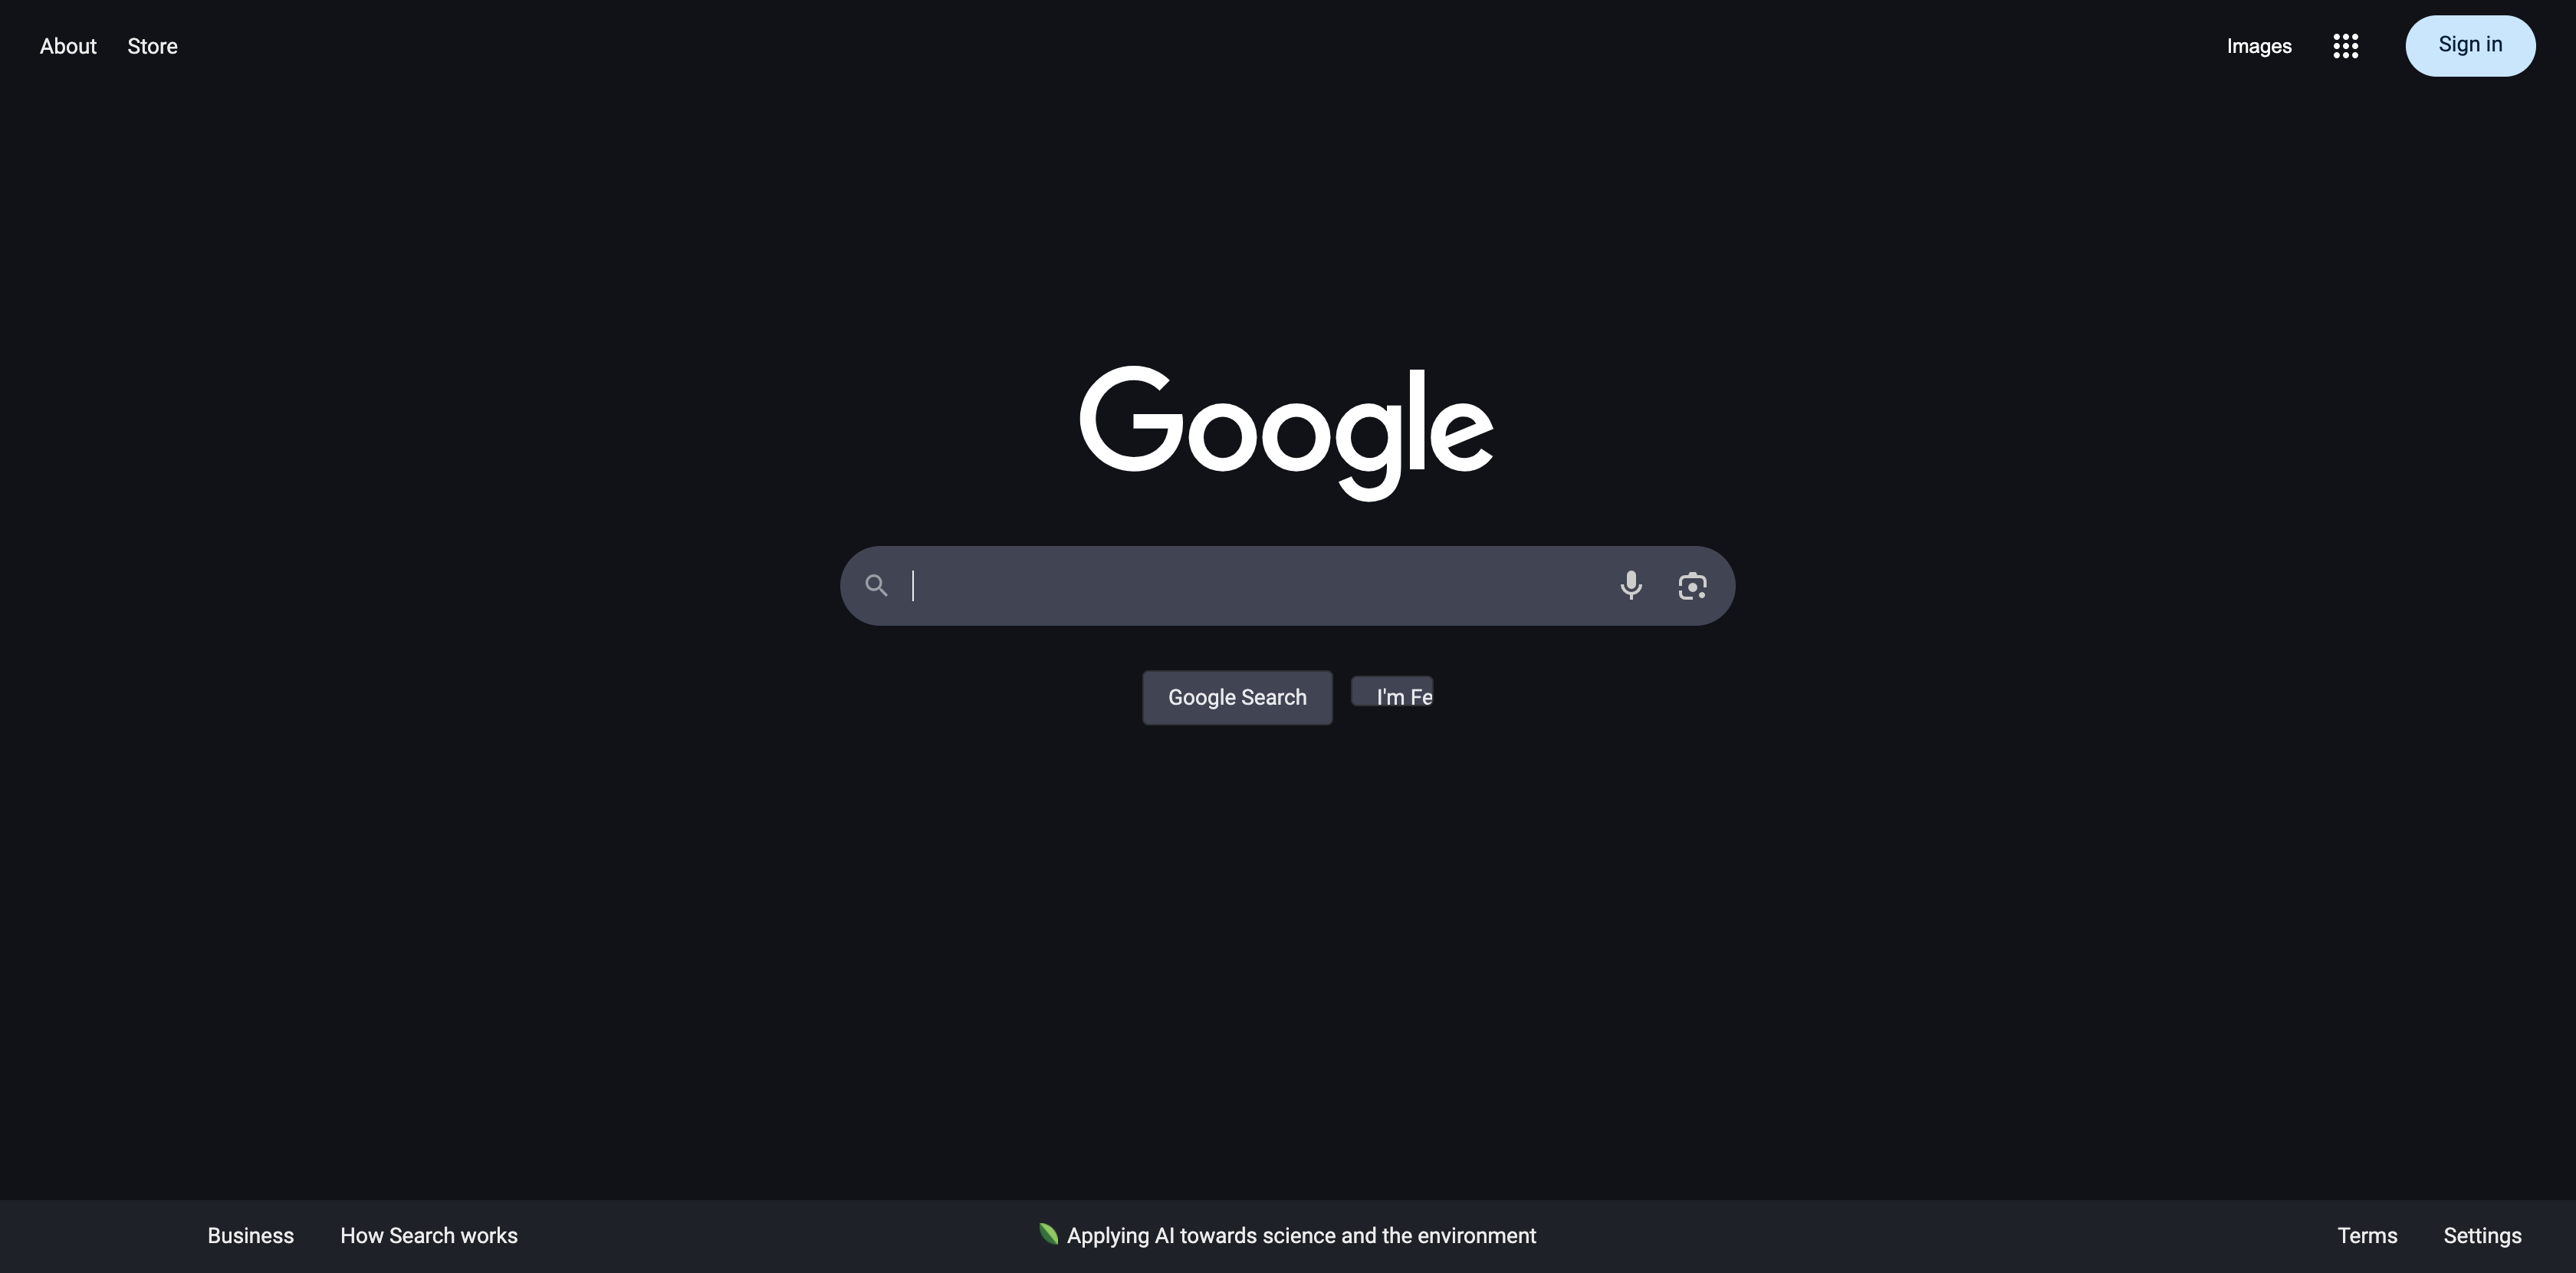 About Store Images Sign in
Google
Google Search I'm Fe
Business How Search works Applying AI towards science and the environment Terms Settings